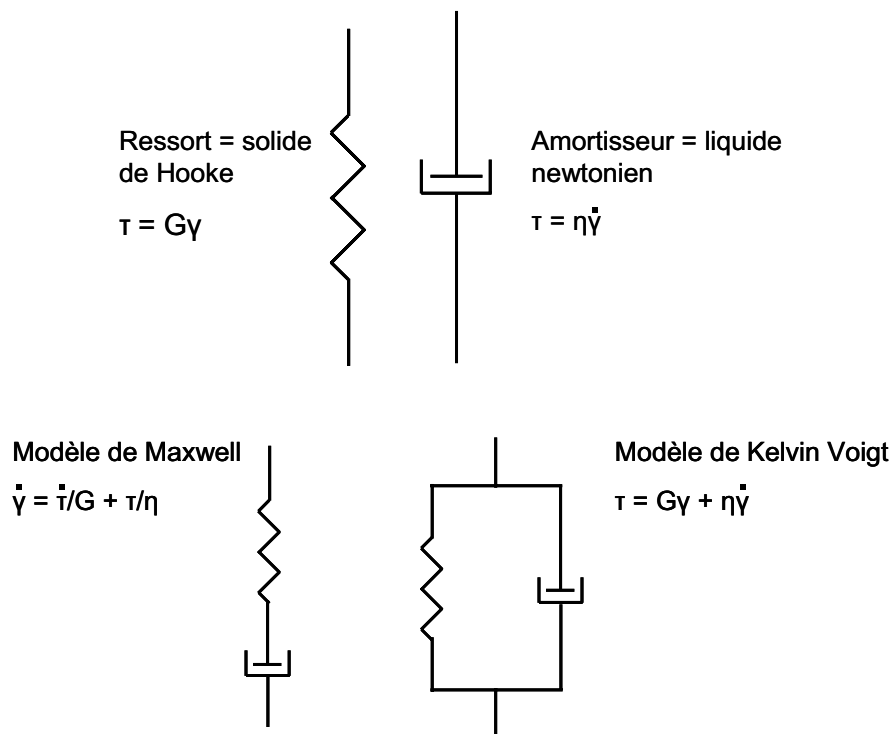 Ressort = solide
de Hooke
τ = Gγ
Amortisseur = liquide
newtonien
τ = ηγ̇
Modèle de Maxwell
γ̇ = τ̇/G + τ/η
Modèle de Kelvin Voigt
τ = Gγ + ηγ̇